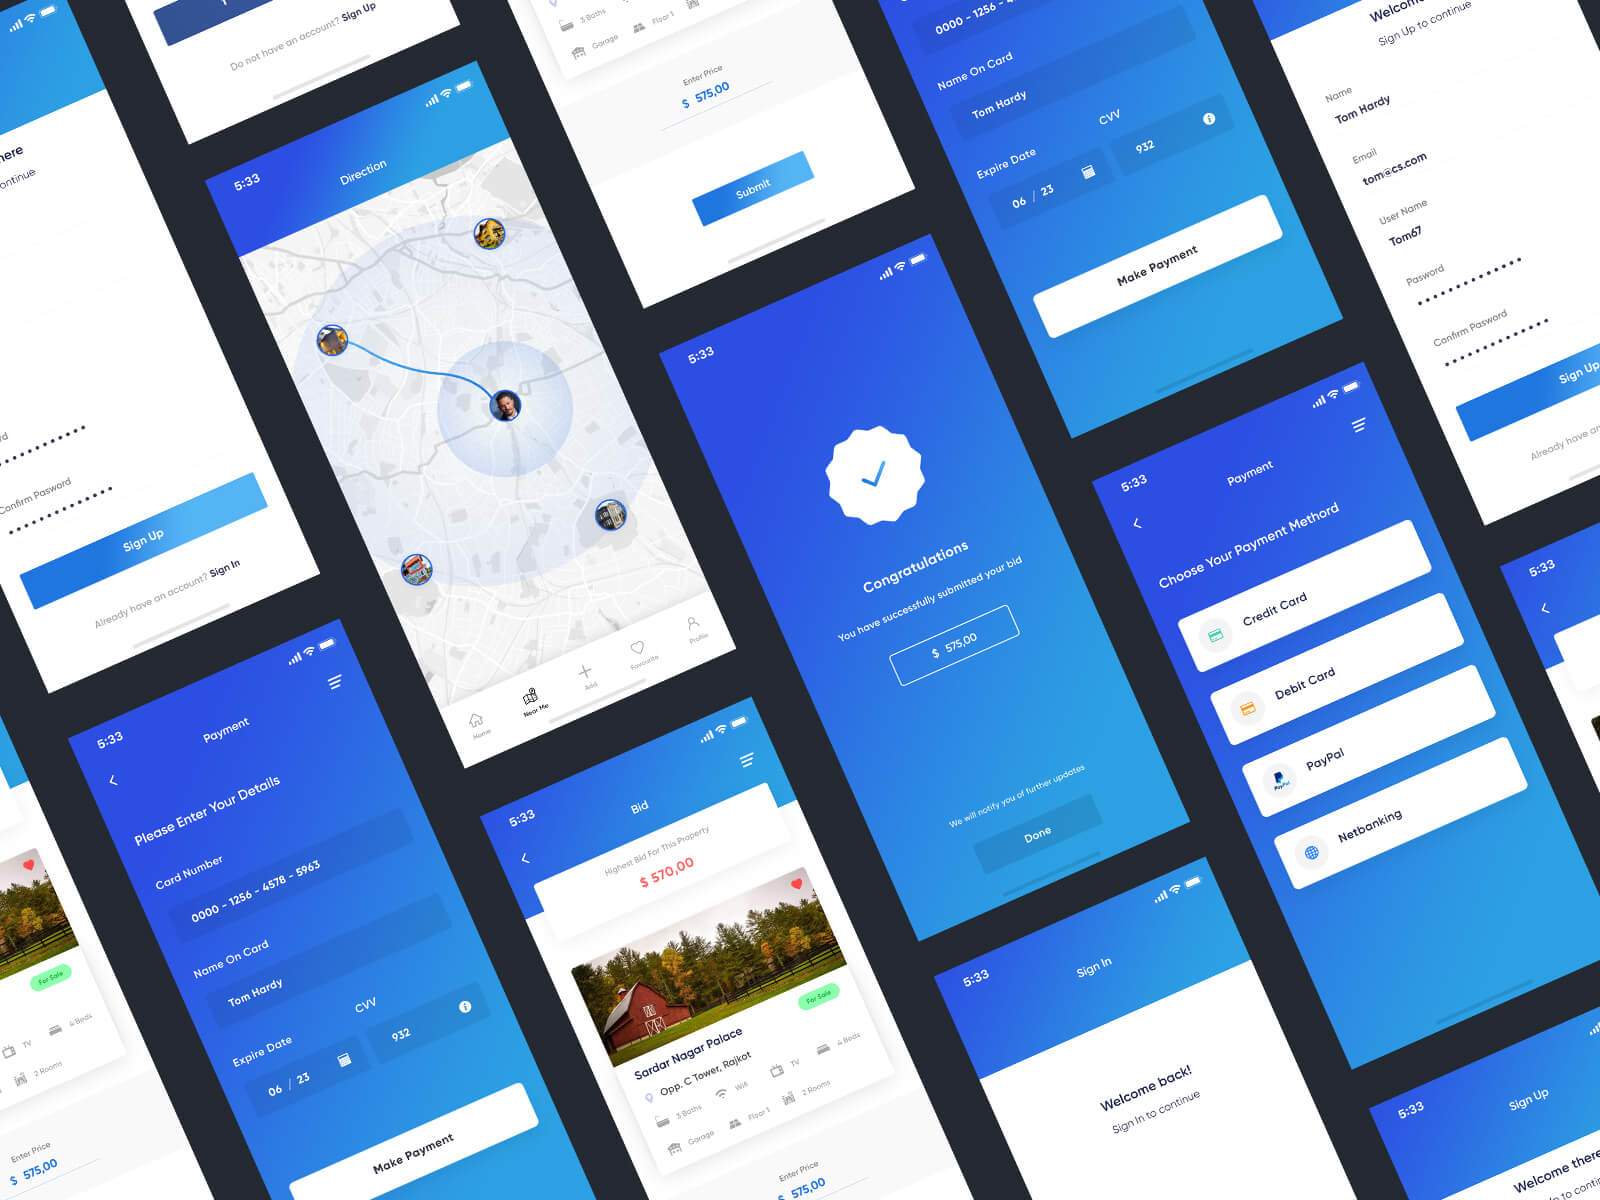 here
ontinue
Confirm Pasword
Sign Up
Already have an account? Sign In
Do not have an account? Sign Up
5:33
Direction
Home
Near Me
Add
Favourite
Profile
3 Baths
Garage
Floor 1
Enter Price
$ 575,00
Submit
0000 - 1256 - 4
Name On Card
Tom Hardy
Expire Date
CVV
06 / 23
932
Make Payment
Welcome
Sign Up to continue
Name
Tom Hardy
Email
tom@cs.com
User Name
Tom67
Pasword
Confirm Pasword
Sign Up
Already have an
5:33
Congratulations
You have successfully submitted your bid
$ 575,00
We will notify you of further updates
Done
5:33
Payment
Choose Your Payment Methord
Credit Card
Debit Card
PayPal
PayPal
Netbanking
5:33
5:33
Payment
Please Enter Your Details
Card Number
0000 - 1256 - 4578 - 5963
Name On Card
Tom Hardy
Expire Date
CVV
06 / 23
932
Make Payment
For Sale
TV
4 Beds
2 Rooms
Enter Price
$ 575,00
5:33
Bid
Highest Bid For This Property
$ 570,00
For Sale
Sardar Nagar Palace
Opp. C Tower, Rajkot
3 Baths
Wifi
TV
4 Beds
Garage
Floor 1
2 Rooms
Enter Price
$ 575,00
5:33
Sign In
Welcome back!
Sign In to continue
5:33
Sign Up
Welcome there
Sign Up to conti